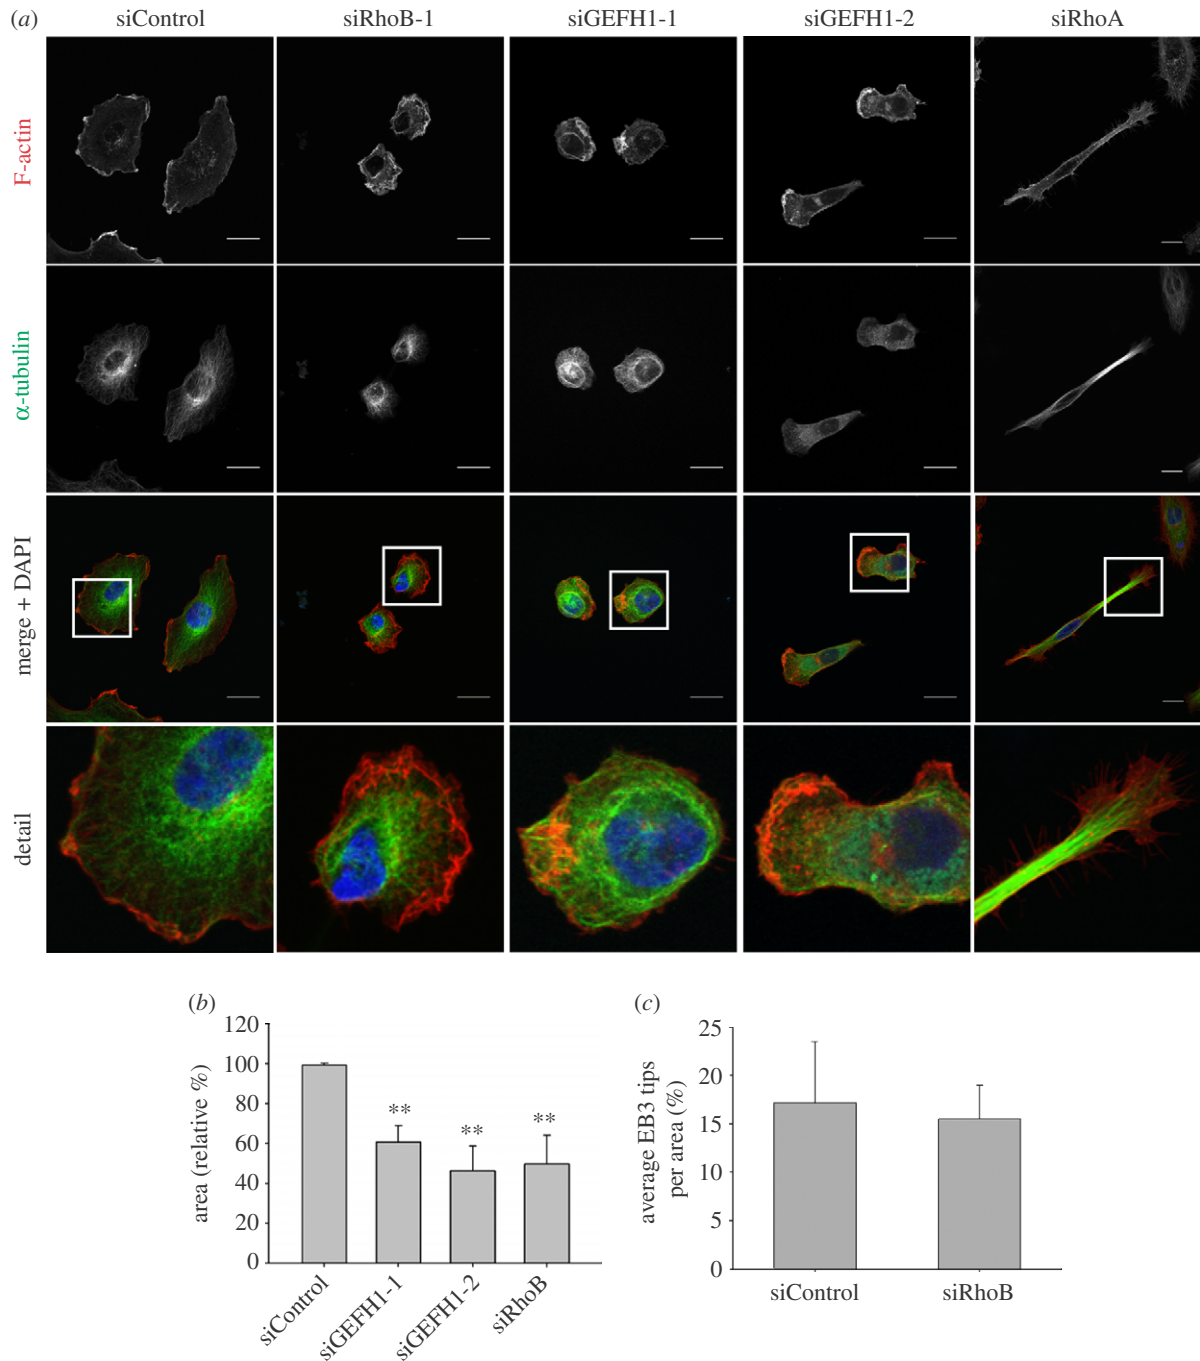 (a) siControl siRhoB-1 siGEFH1-1 siGEFH1-2 siRhoA
F-actin
α-tubulin
merge + DAPI
detail
(b)
area (relative %)
120
100
80
60
40
20
0
**
**
**
siControl
siGEFH1-1
siGEFH1-2
siRhoB
(c)
average EB3 tips
per area (%)
25
20
15
10
5
0
siControl siRhoB